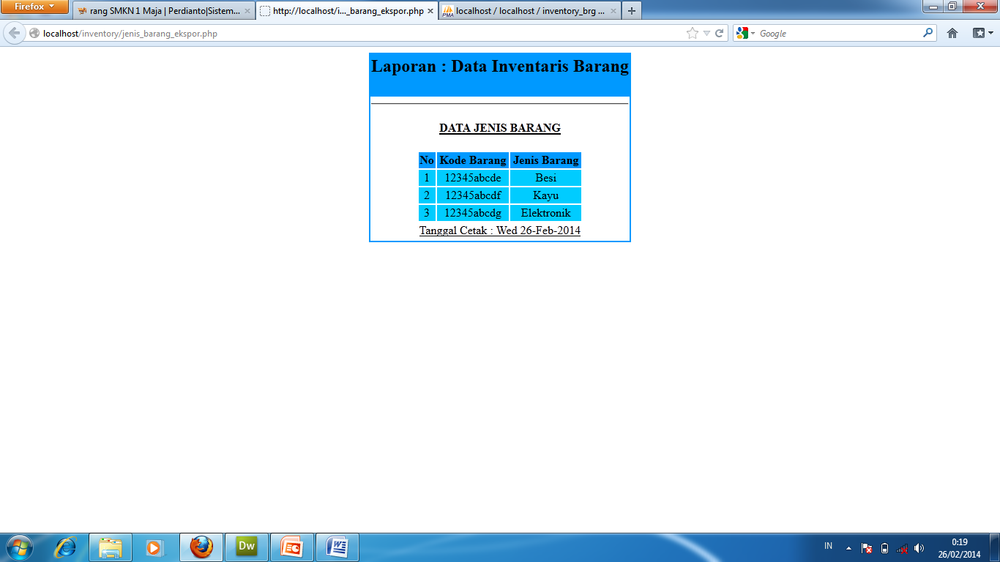 Firefox
rang SMKN 1 Maja | Perdianto|Sistem...
http://localhost/i..._barang_ekspor.php
localhost / localhost / inventory_brg ...
localhost/inventory/jenis_barang_ekspor.php
Google
Laporan : Data Inventaris Barang
DATA JENIS BARANG
No Kode Barang Jenis Barang
1 12345abcde Besi
2 12345abcdf Kayu
3 12345abcdg Elektronik
Tanggal Cetak : Wed 26-Feb-2014
Dw
IN
0:19
26/02/2014